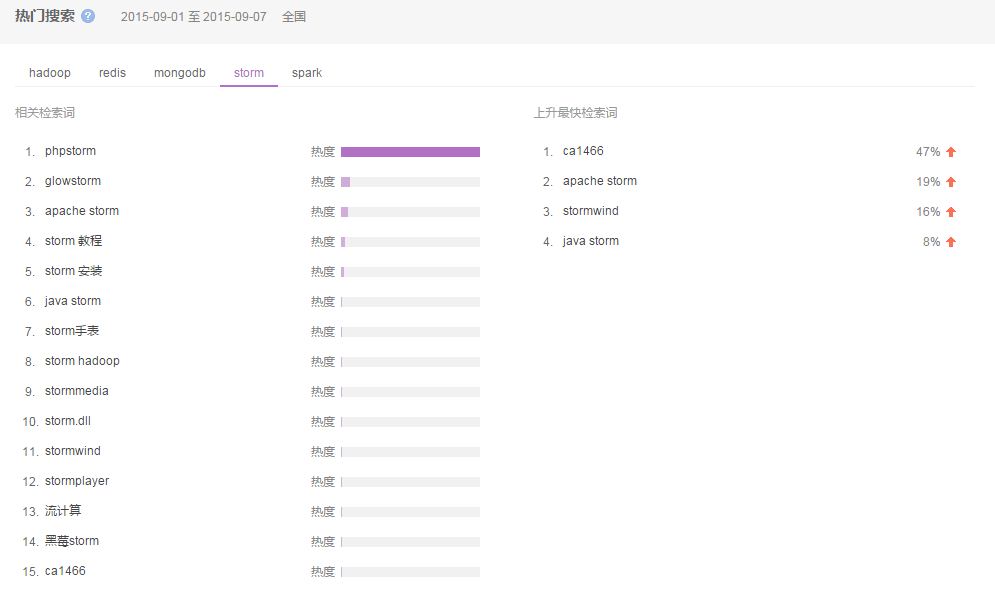 热门搜索 ? 2015-09-01 至 2015-09-07 全国
hadoop redis mongodb storm spark
相关检索词
1. phpstorm 热度
2. glowstorm 热度
3. apache storm 热度
4. storm 教程 热度
5. storm 安装 热度
6. java storm 热度
7. storm手表 热度
8. storm hadoop 热度
9. stormmedia 热度
10. storm.dll 热度
11. stormwind 热度
12. stormplayer 热度
13. 流计算 热度
14. 黑莓storm 热度
15. ca1466 热度
上升最快检索词
1. ca1466 47%
2. apache storm 19%
3. stormwind 16%
4. java storm 8%